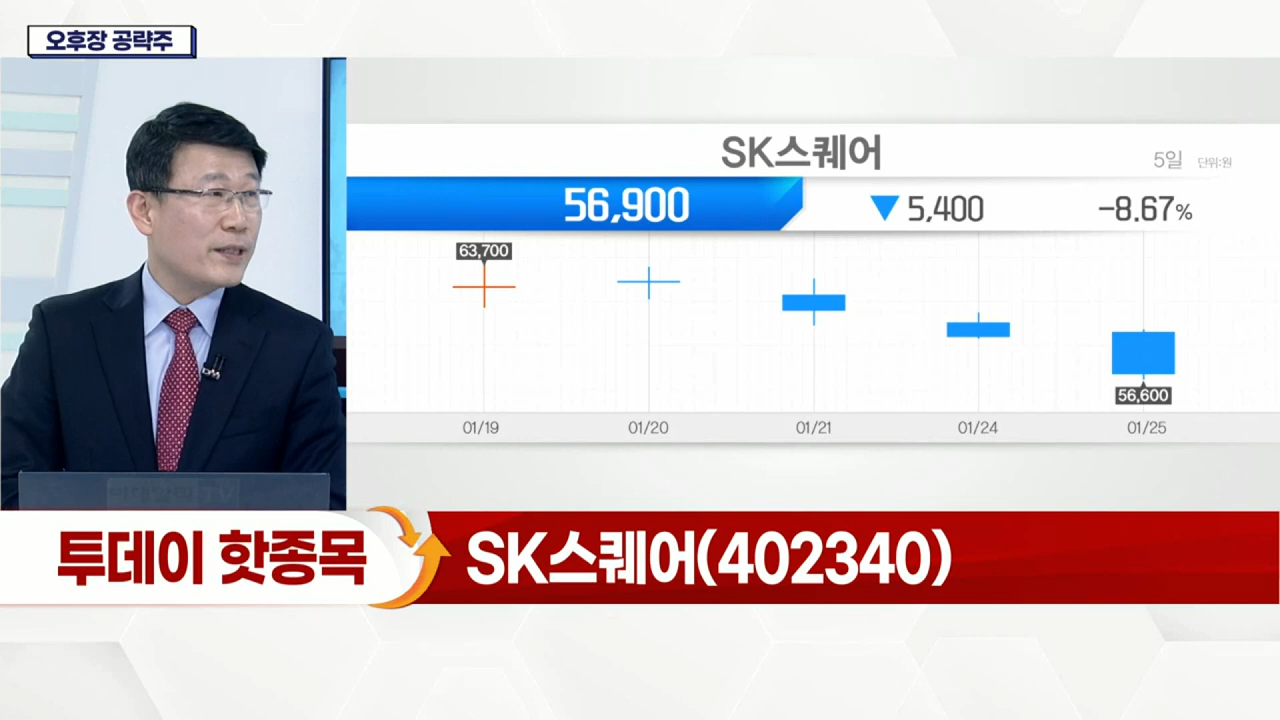 오후장 공략주
SK스퀘어
5일 단위:원
56,900 ▼ 5,400 -8.67%
63,700
56,600
01/19 01/20 01/21 01/24 01/25
투데이 핫종목
SK스퀘어(402340)